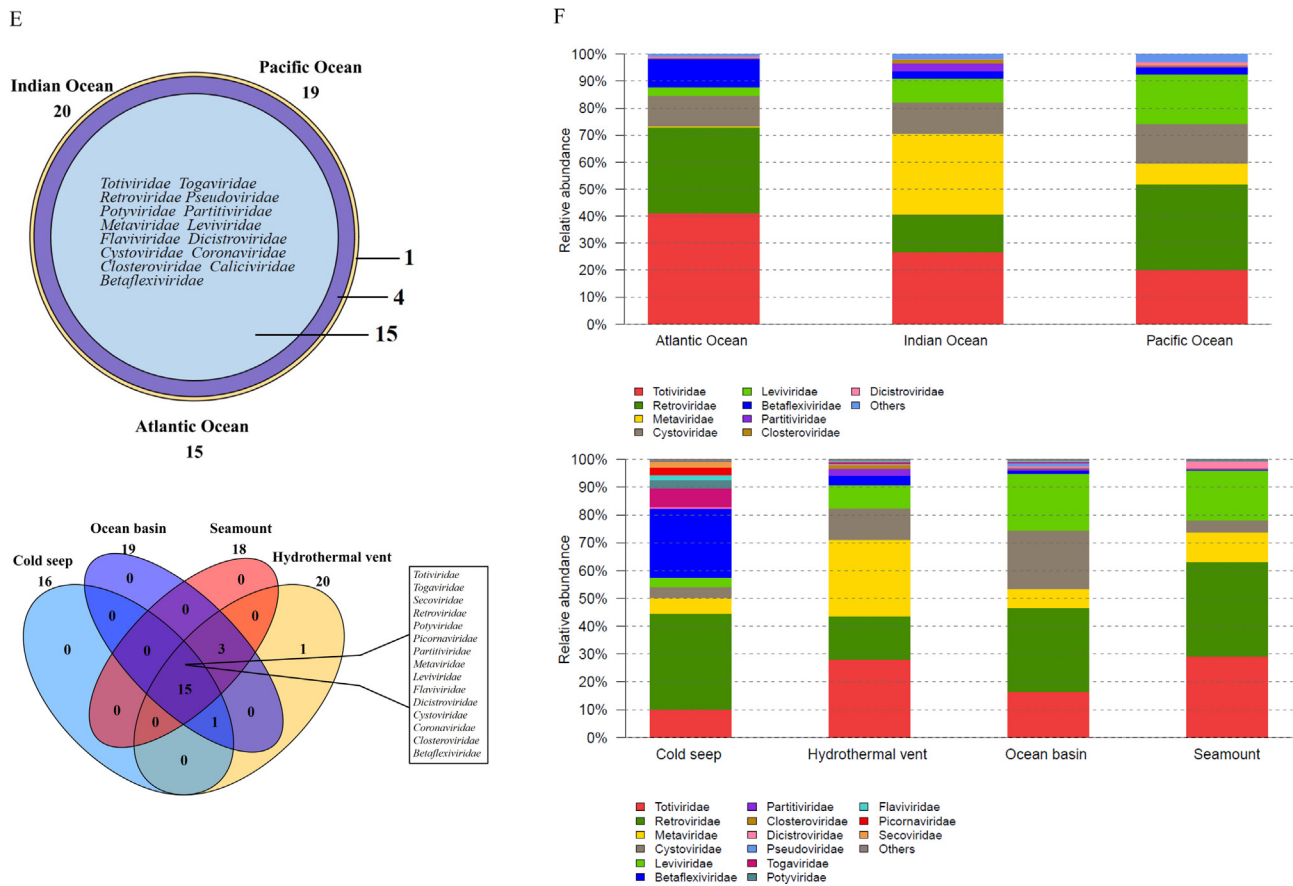 E
Pacific Ocean
19
Indian Ocean
20
Totiviridae Togaviridae
Retroviridae Pseudoviridae
Potyviridae Partitiviridae
Metaviridae Leviviridae
Flaviviridae Dicistroviridae
Cystoviridae Coronaviridae
Closteroviridae Caliciviridae
Betaflexiviridae
1
4
15
Atlantic Ocean
15
Ocean basin
19
Seamount
18
Cold seep
16
Hydrothermal vent
20
0
0
0
0
0
0
0
3
1
15
0
0
1
0
0
Totiviridae
Togaviridae
Secoviridae
Retroviridae
Potyviridae
Picornaviridae
Partitiviridae
Metaviridae
Leviviridae
Flaviviridae
Dicistroviridae
Cystoviridae
Coronaviridae
Closteroviridae
Betaflexiviridae
F
Relative abundance
100%
90%
80%
70%
60%
50%
40%
30%
20%
10%
0%
Atlantic Ocean Indian Ocean Pacific Ocean
Totiviridae Leviviridae Dicistroviridae
Retroviridae Betaflexiviridae Others
Metaviridae Partitiviridae
Cystoviridae Closteroviridae
Relative abundance
100%
90%
80%
70%
60%
50%
40%
30%
20%
10%
0%
Cold seep Hydrothermal vent Ocean basin Seamount
Totiviridae Partitiviridae Flaviviridae
Retroviridae Closteroviridae Picornaviridae
Metaviridae Dicistroviridae Secoviridae
Cystoviridae Pseudoviridae Others
Leviviridae Togaviridae
Betaflexiviridae Potyviridae